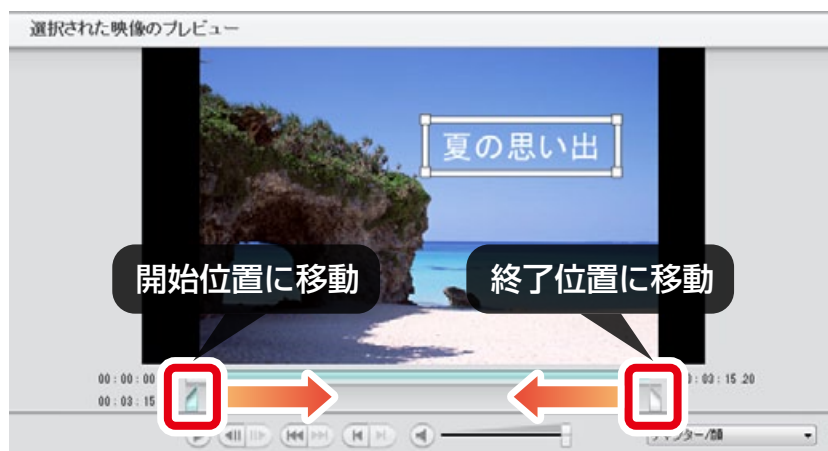 選択された映像のプレビュー
夏の思い出
開始位置に移動
終了位置に移動
00 : 00 : 00
: 03 : 15 .20
00 : 03 : 15